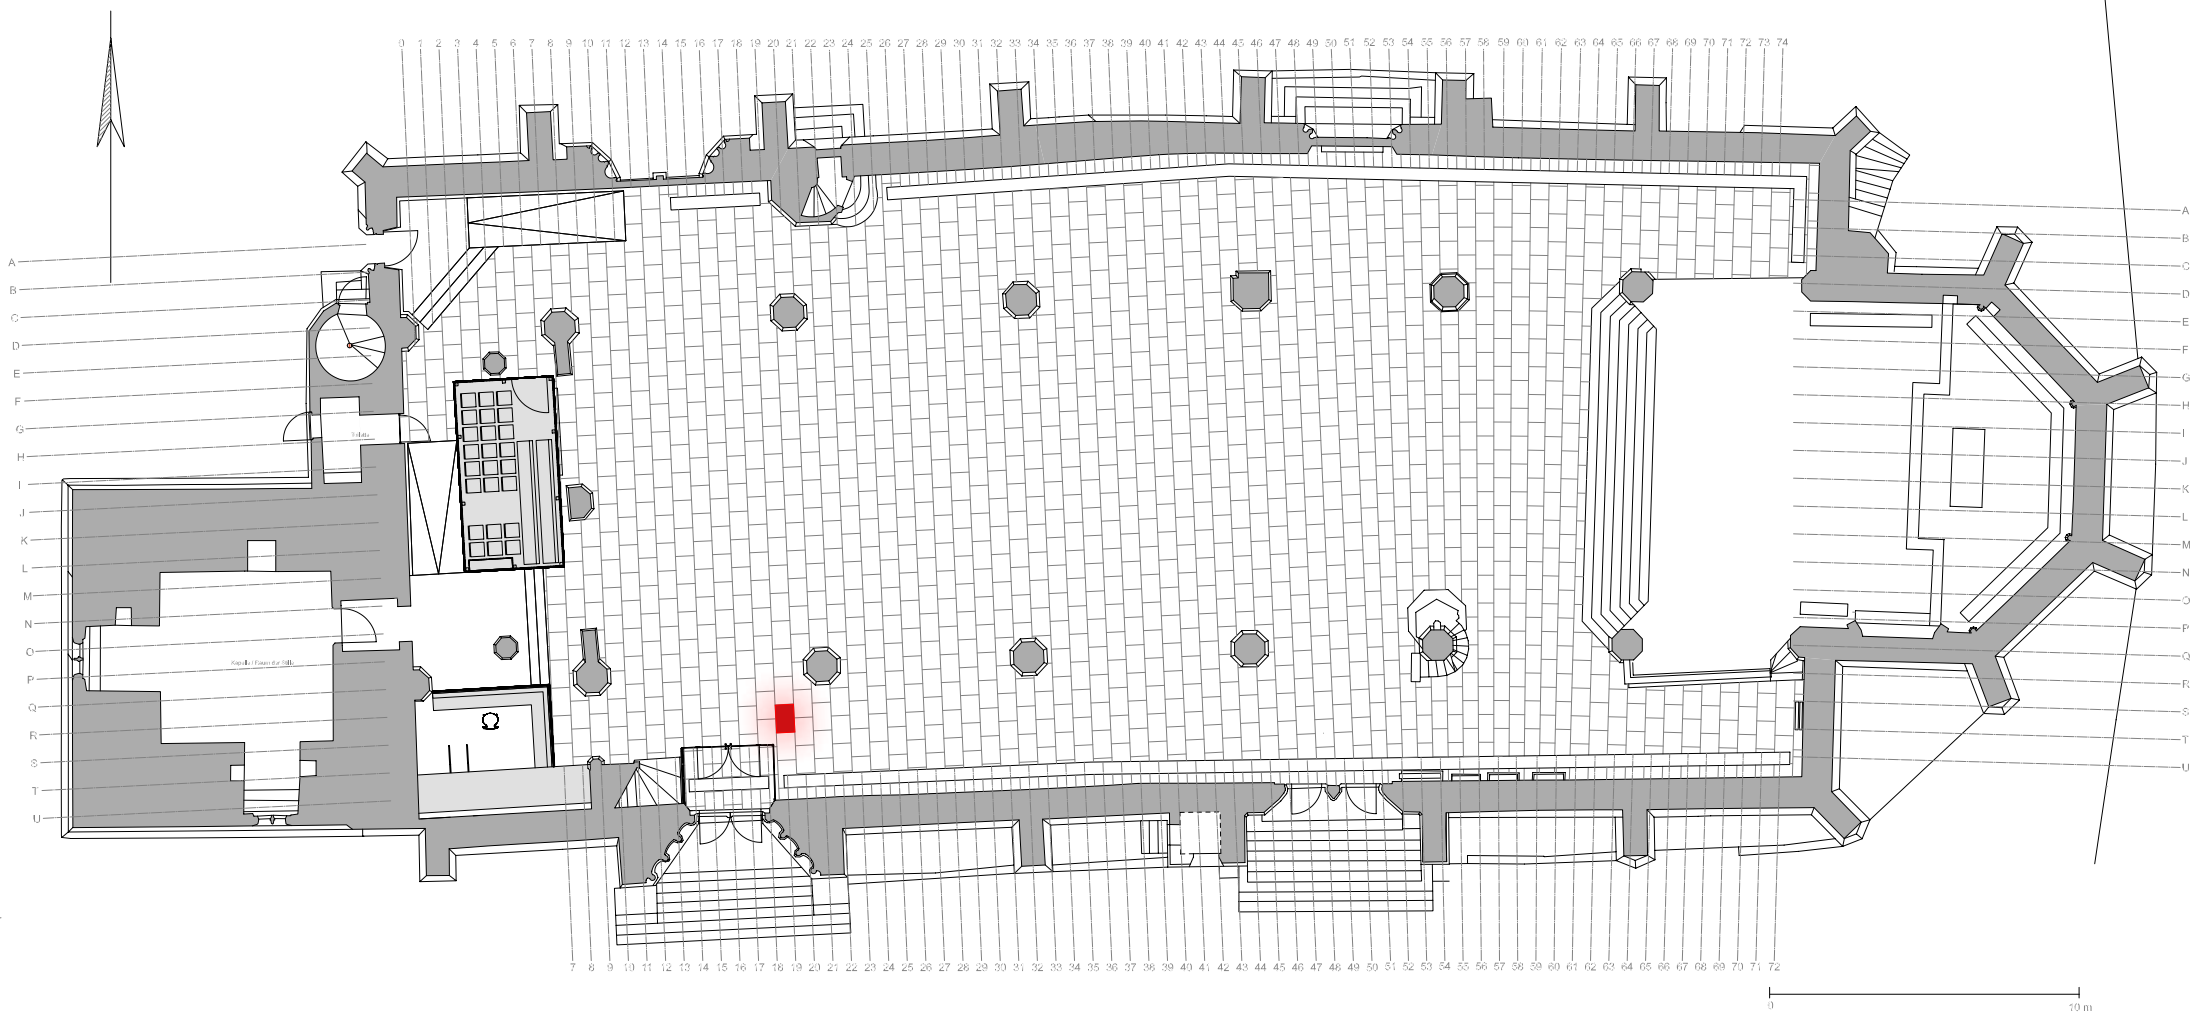 0 1 2 3 4 5 6 7 8 9 10 11 12 13 14 15 16 17 18 19 20 21 22 23 24 25 26 27 28 29 30 31 32 33 34 35 36 37 38 39 40 41 42 43 44 45 46 47 48 49 50 51 52 53 54 55 56 57 58 59 60 61 62 63 64 65 66 67 68 69 70 71 72 73 74
A
B
C
D
E
F
G
H
I
J
K
L
M
N
O
P
Q
R
S
T
U
A
B
C
D
E
F
G
H
I
J
K
L
M
N
O
P
Q
R
S
T
U
7 8 9 10 11 12 13 14 15 16 17 18 19 20 21 22 23 24 25 26 27 28 29 30 31 32 33 34 35 36 37 38 39 40 41 42 43 44 45 46 47 48 49 50 51 52 53 54 55 56 57 58 59 60 61 62 63 64 65 66 67 68 69 70 71 72
0 10 m